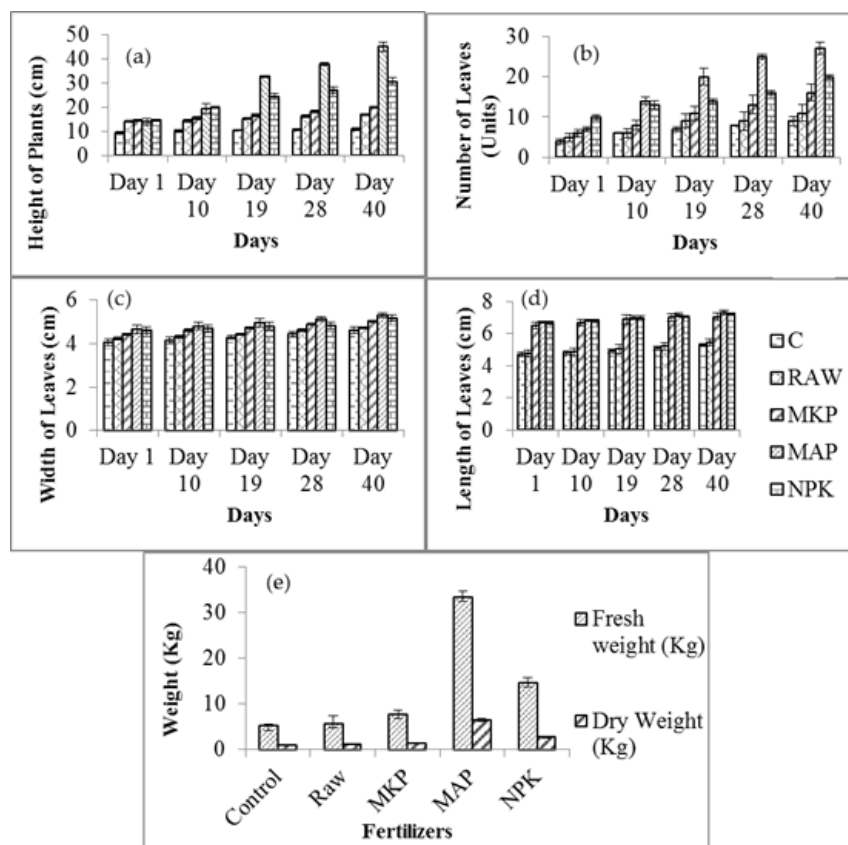 (a)
Height of Plants (cm)
50
40
30
20
10
0
Day 1
Day 10
Day 19
Day 28
Day 40
Days
(b)
Number of Leaves (Units)
30
20
10
0
Day 1
Day 10
Day 19
Day 28
Day 40
Days
(c)
Width of Leaves (cm)
6
4
2
0
Day 1
Day 10
Day 19
Day 28
Day 40
Days
(d)
Length of Leaves (cm)
8
6
4
2
0
Day 1
Day 10
Day 19
Day 28
Day 40
Days
C
RAW
MKP
MAP
NPK
(e)
Weight (Kg)
40
30
20
10
0
Control
Raw
MKP
MAP
NPK
Fertilizers
Fresh
weight (Kg)
Dry Weight
(Kg)